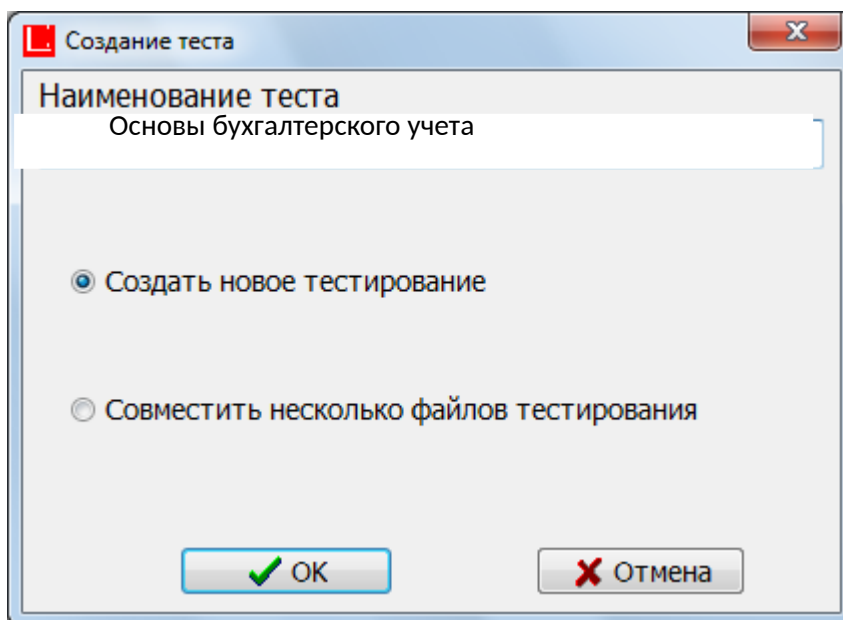 Создание теста
Наименование теста
Основы бухгалтерского учета
Создать новое тестирование
Совместить несколько файлов тестирования
OK
Отмена